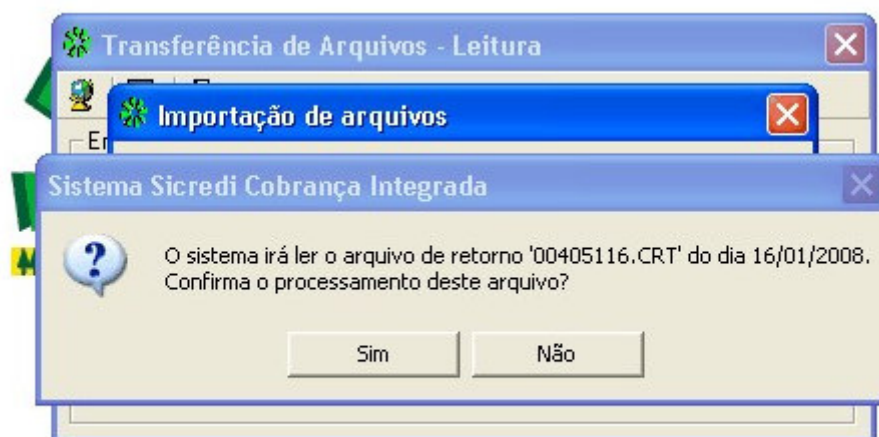 Transferência de Arquivos - Leitura
Importação de arquivos
Er
Sistema Sicredi Cobrança Integrada
O sistema irá ler o arquivo de retorno '00405116.CRT' do dia 16/01/2008.
Confirma o processamento deste arquivo?
Sim
Não